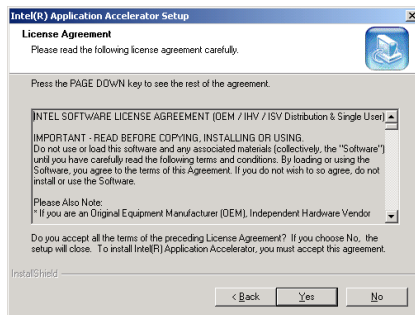 Intel(R) Application Accelerator Setup
License Agreement
Please read the following license agreement carefully.
Press the PAGE DOWN key to see the rest of the agreement.
INTEL SOFTWARE LICENSE AGREEMENT (OEM / IHV / ISV Distribution & Single User)
IMPORTANT - READ BEFORE COPYING, INSTALLING OR USING.
Do not use or load this software and any associated materials (collectively, the "Software")
until you have carefully read the following terms and conditions. By loading or using the
Software, you agree to the terms of this Agreement. If you do not wish to so agree, do not
install or use the Software.
Please Also Note:
* If you are an Original Equipment Manufacturer (OEM), Independent Hardware Vendor
Do you accept all the terms of the preceding License Agreement? If you choose No, the
setup will close. To install Intel(R) Application Accelerator, you must accept this agreement.
InstallShield
< Back
Yes
No